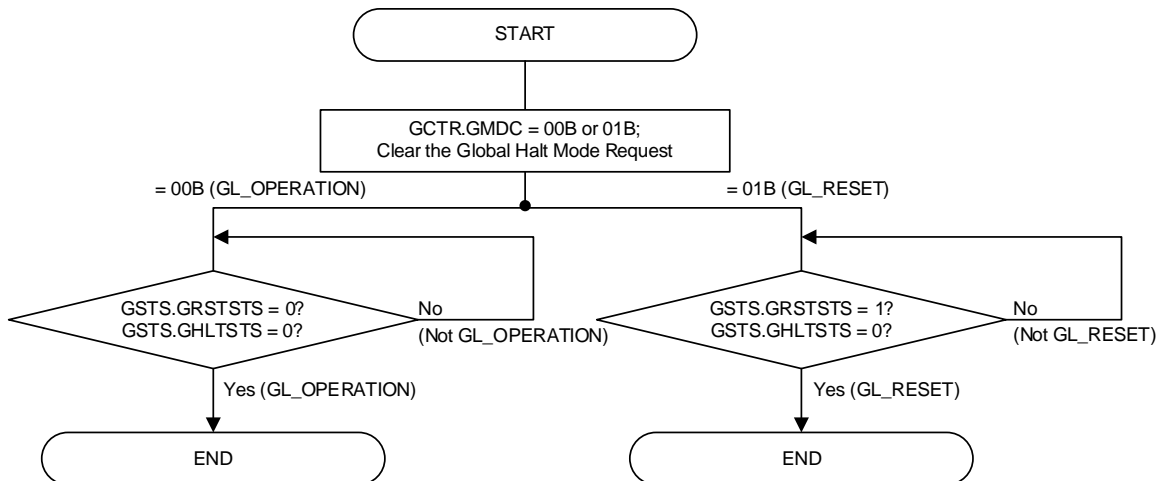 START
GCTR.GMDC = 00B or 01B;
Clear the Global Halt Mode Request
= 00B (GL_OPERATION)
= 01B (GL_RESET)
GSTS.GRSTSTS = 0?
GSTS.GHLTSTS = 0?
No
(Not GL_OPERATION)
GSTS.GRSTSTS = 1?
GSTS.GHLTSTS = 0?
No
(Not GL_RESET)
Yes (GL_OPERATION)
Yes (GL_RESET)
END
END